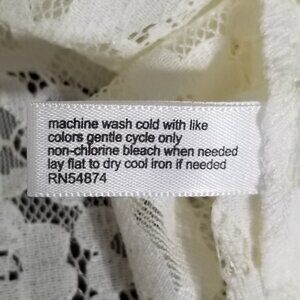 machine wash cold with like
colors gentle cycle only
non-chlorine bleach when needed
lay flat to dry cool iron if needed
RN54874